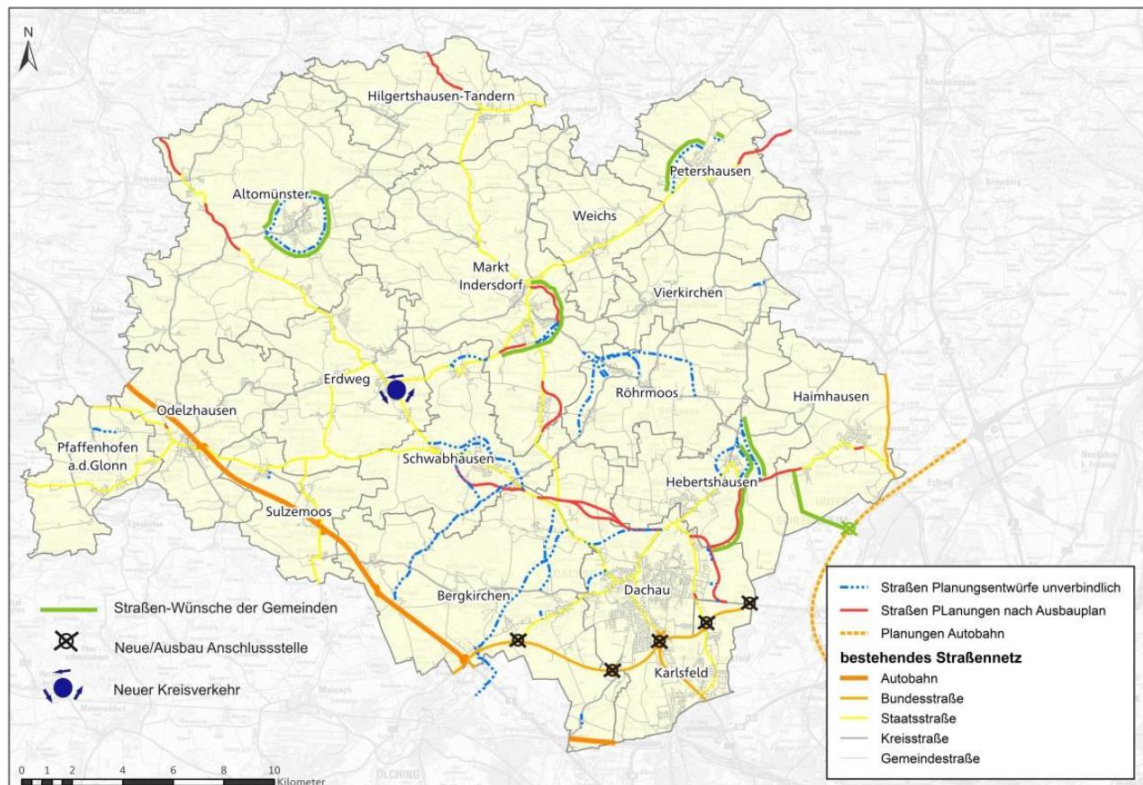 N
Hilgertshausen-Tandern
Petershausen
Altomünster
Weichs
Markt
Indersdorf
Vierkirchen
Erdweg
Röhrmoos
Haimhausen
Odelzhausen
Pfaffenhofen
a.d.Glonn
Schwabhausen
Hebertshausen
Sulzemoos
Bergkirchen
Dachau
Karlsfeld
Straßen-Wünsche der Gemeinden
Neue/Ausbau Anschlussstelle
Neuer Kreisverkehr
0 1 2 4 6 8 10
Kilometer
Straßen Planungsentwürfe unverbindlich
Straßen PLanungen nach Ausbauplan
Planungen Autobahn
bestehendes Straßennetz
Autobahn
Bundesstraße
Staatsstraße
Kreisstraße
Gemeindestraße